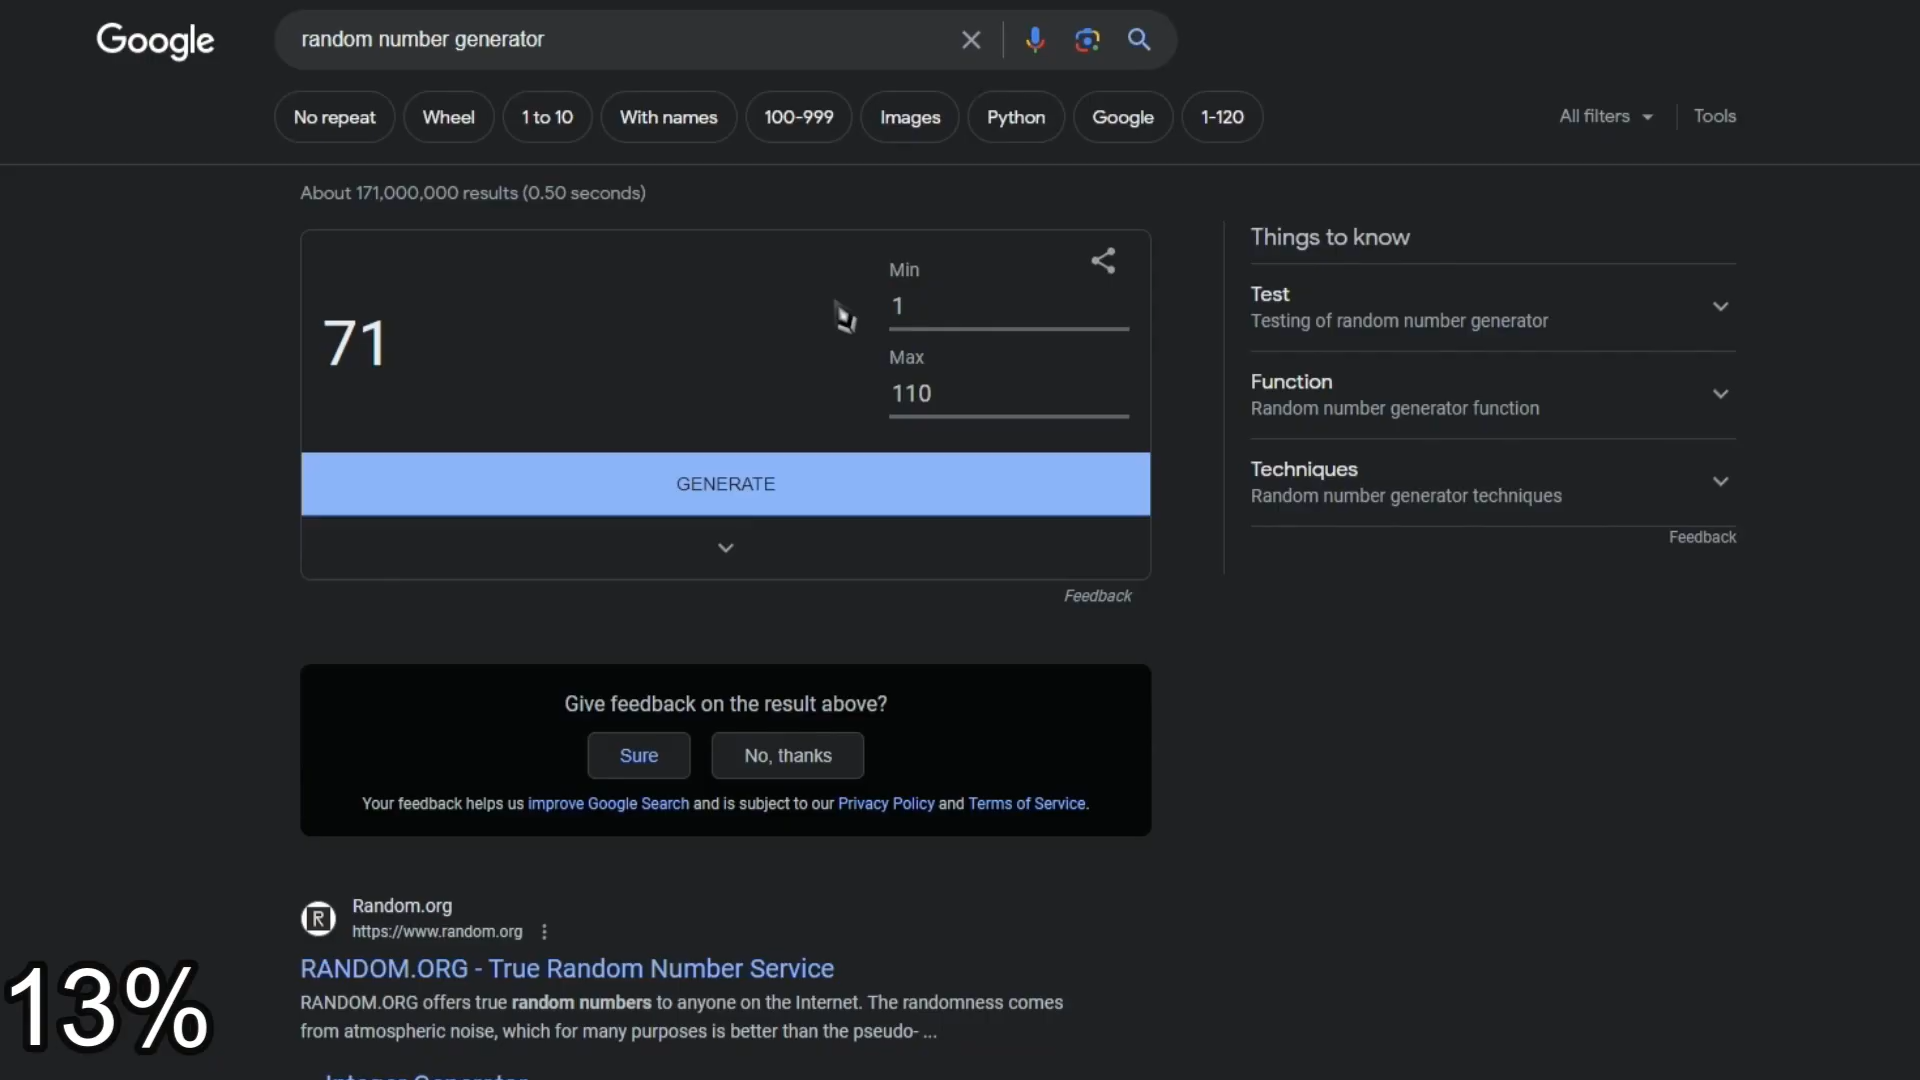 Google
random number generator
No repeat
Wheel
1 to 10
With names
100-999
Images
Python
Google
1-120
All filters
Tools
About 171,000,000 results (0.50 seconds)
71
Min
1
Max
110
GENERATE
Feedback
Things to know
Test
Testing of random number generator
Function
Random number generator function
Techniques
Random number generator techniques
Feedback
Give feedback on the result above?
Sure
No, thanks
Your feedback helps us improve Google Search and is subject to our Privacy Policy and Terms of Service.
R
Random.org
https://www.random.org
RANDOM.ORG - True Random Number Service
RANDOM.ORG offers true random numbers to anyone on the Internet. The randomness comes
from atmospheric noise, which for many purposes is better than the pseudo- ...
Integer Generator
13%